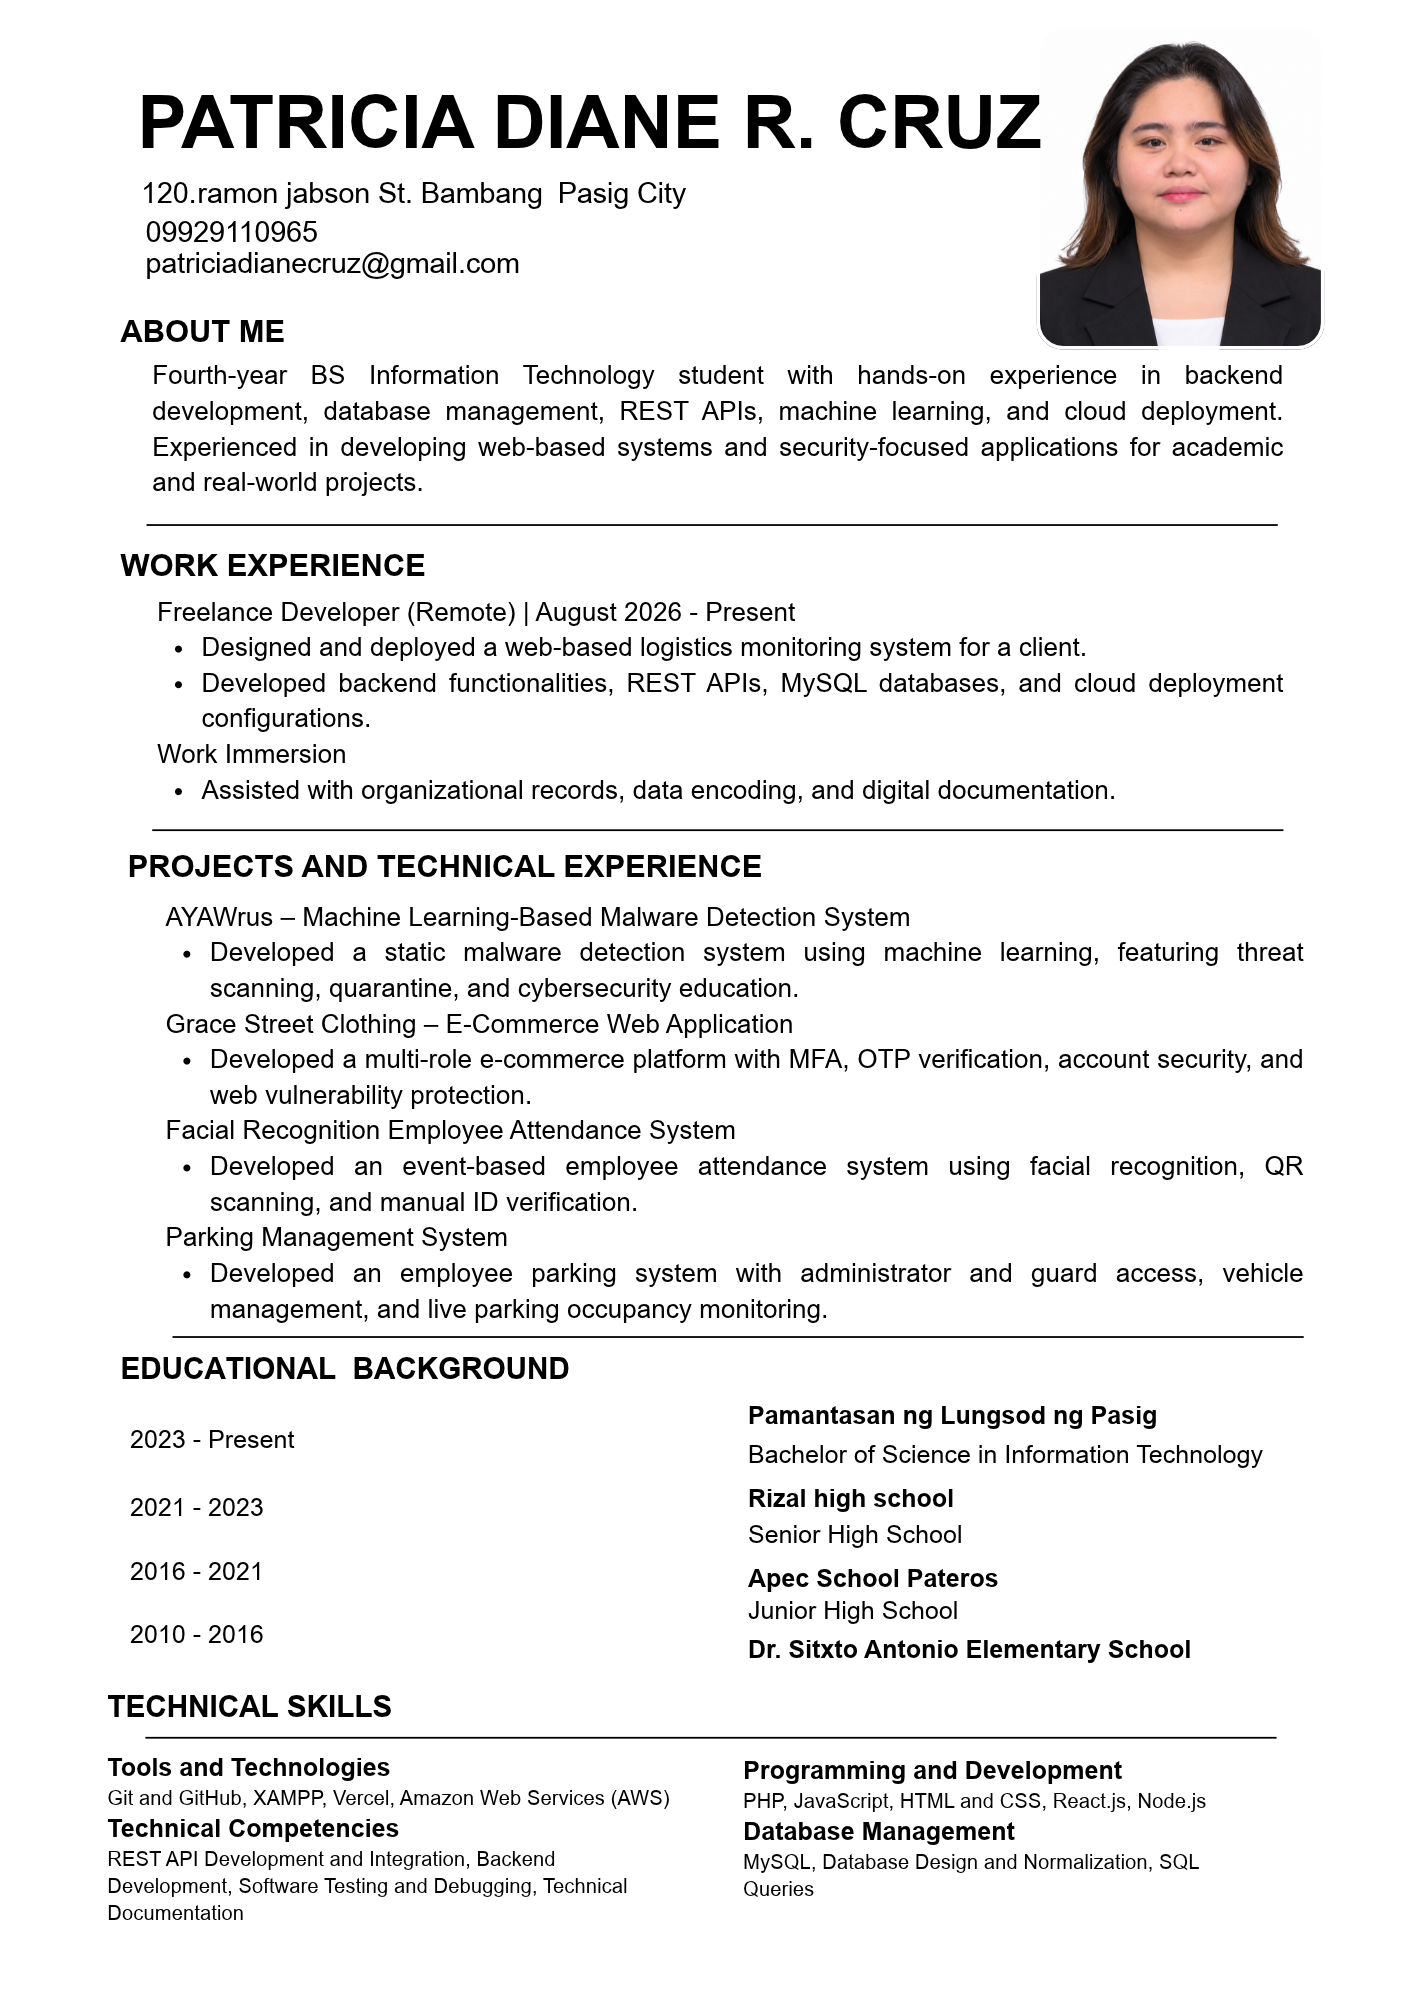 PATRICIA DIANE R. CRUZ
120.ramon jabson St. Bambang  Pasig City
09929110965
patriciadianecruz@gmail.com
ABOUT ME
Fourth-year BS Information Technology student with hands-on experience in backend
development, database management, REST APIs, machine learning, and cloud deployment.
Experienced in developing web-based systems and security-focused applications for academic
and real-world projects.
WORK EXPERIENCE
Freelance Developer (Remote) | August 2026 - Present
• Designed and deployed a web-based logistics monitoring system for a client.
• Developed backend functionalities, REST APIs, MySQL databases, and cloud deployment
configurations.
Work Immersion
• Assisted with organizational records, data encoding, and digital documentation.
PROJECTS AND TECHNICAL EXPERIENCE
AYAWrus – Machine Learning-Based Malware Detection System
• Developed a static malware detection system using machine learning, featuring threat
scanning, quarantine, and cybersecurity education.
Grace Street Clothing – E-Commerce Web Application
• Developed a multi-role e-commerce platform with MFA, OTP verification, account security, and
web vulnerability protection.
Facial Recognition Employee Attendance System
• Developed an event-based employee attendance system using facial recognition, QR
scanning, and manual ID verification.
Parking Management System
• Developed an employee parking system with administrator and guard access, vehicle
management, and live parking occupancy monitoring.
EDUCATIONAL  BACKGROUND
2023 - Present
Pamantasan ng Lungsod ng Pasig
Bachelor of Science in Information Technology
2021 - 2023
Rizal high school
Senior High School
2016 - 2021
Apec School Pateros
Junior High School
2010 - 2016
Dr. Sitxto Antonio Elementary School
TECHNICAL SKILLS
Tools and Technologies
Git and GitHub, XAMPP, Vercel, Amazon Web Services (AWS)
Technical Competencies
REST API Development and Integration, Backend
Development, Software Testing and Debugging, Technical
Documentation
Programming and Development
PHP, JavaScript, HTML and CSS, React.js, Node.js
Database Management
MySQL, Database Design and Normalization, SQL
Queries